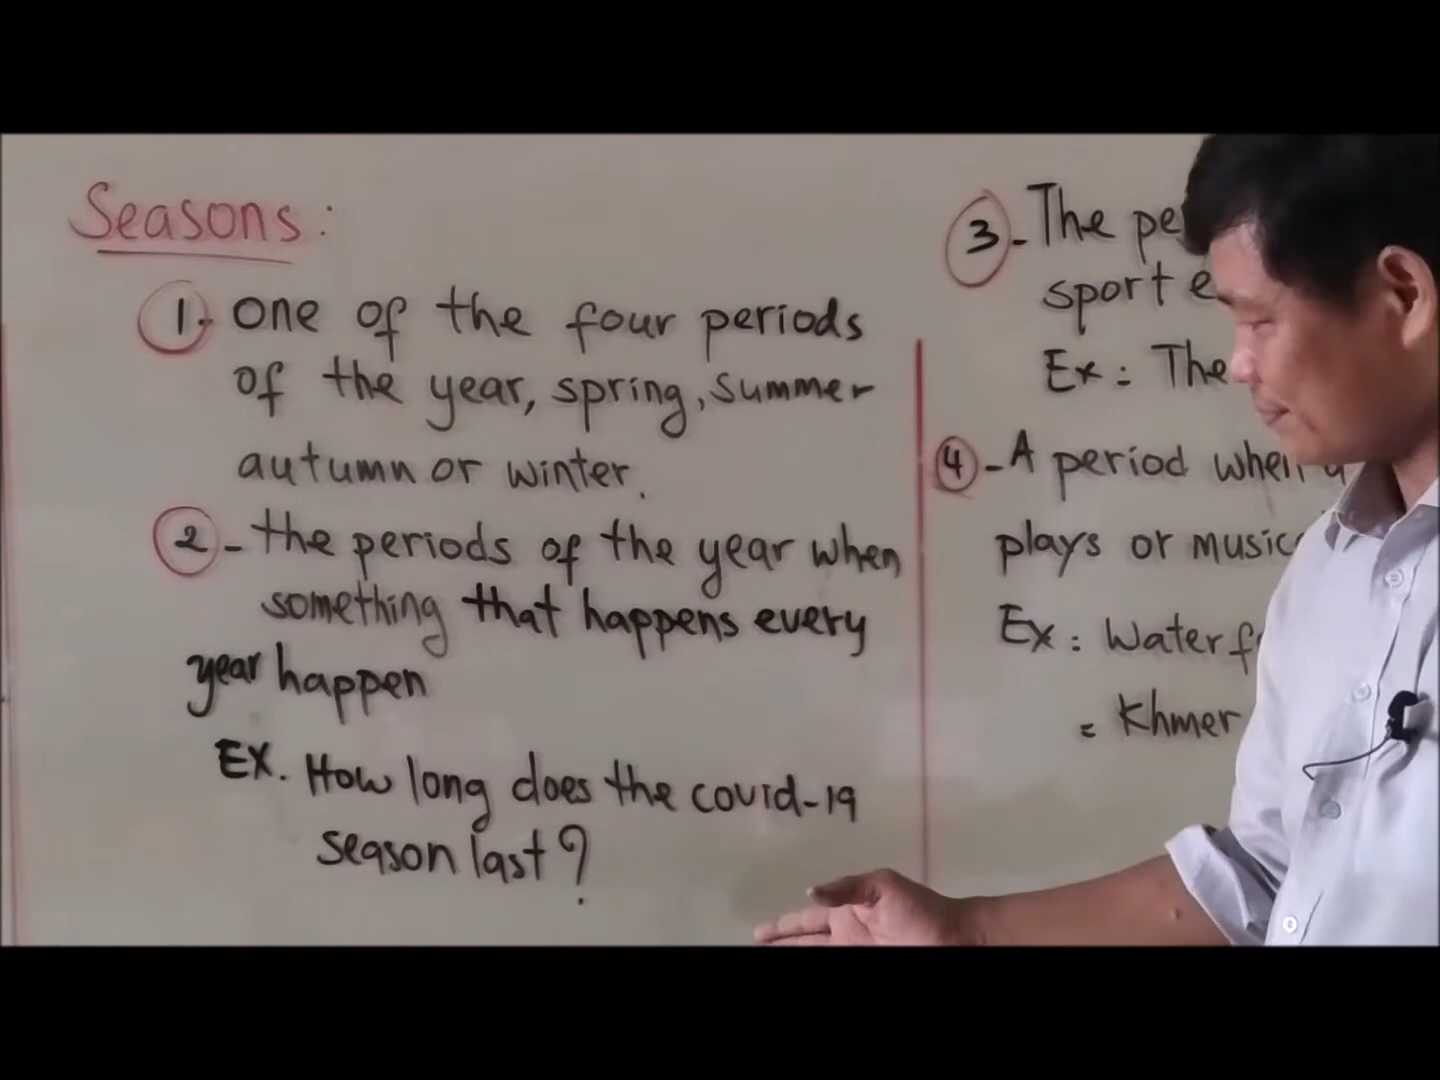 Seasons:
1- one of the four periods
of the year, spring, summer
autumn or winter.
2- the periods of the year when
something that happens every
year happen
EX. How long does the covid-19
season last?
3- The
sport
Ex: The
4- A period when
plays or
Ex: Water
= Khmer